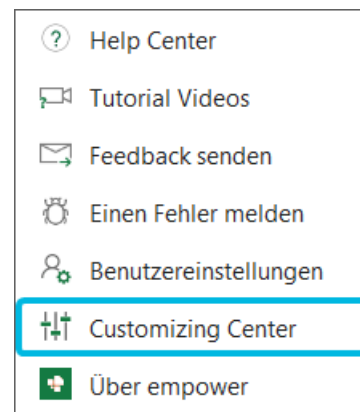 Help Center
Tutorial Videos
Feedback senden
Einen Fehler melden
Benutzereinstellungen
Customizing Center
Über empower